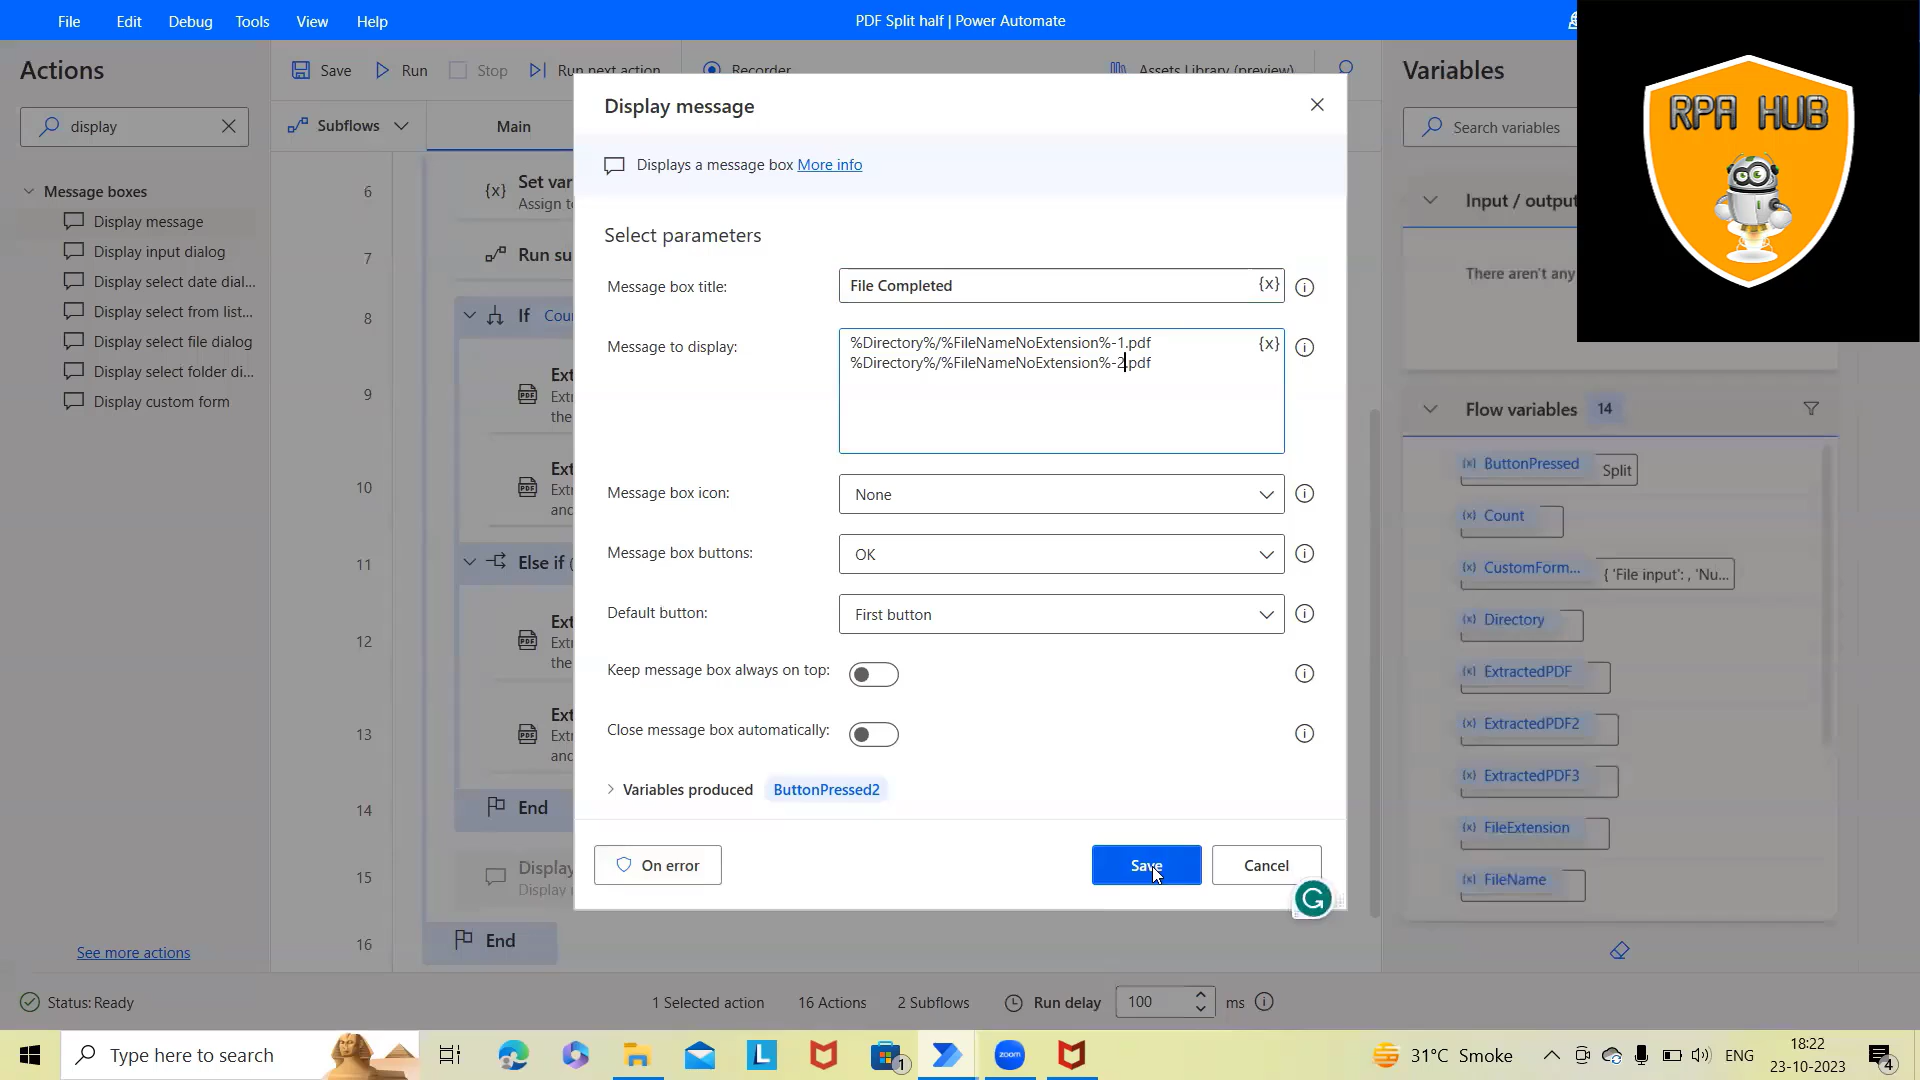 File
Edit
Debug
Tools
View
Help
PDF Split half | Power Automate
Actions
display
Message boxes
Display message
Display input dialog
Display select date dial...
Display select from list...
Display select file dialog
Display select folder di...
Display custom form
See more actions
Save
Run
Stop
Run next action
Recorder
Assets Library (preview)
Subflows
Main
6
Set var
Assign to
7
Run su
8
If Cou
9
Ext
Extr
the
10
Ext
Extr
and
11
Else if (
12
Ext
Extr
the
13
Ext
Extr
and
14
End
15
Display
Display
16
End
Display message
Displays a message box More info
Select parameters
Message box title:
File Completed
{x}
Message to display:
%Directory%/%FileNameNoExtension%-1.pdf
%Directory%/%FileNameNoExtension%-2.pdf
{x}
Message box icon:
None
Message box buttons:
OK
Default button:
First button
Keep message box always on top:
Close message box automatically:
Variables produced
ButtonPressed2
On error
Save
Cancel
Variables
Search variables
Input / output
There aren't any
RPA HUB
Flow variables
14
ButtonPressed
Split
Count
CustomForm...
{ 'File input': , 'Nu...
Directory
ExtractedPDF
ExtractedPDF2
ExtractedPDF3
FileExtension
FileName
Status: Ready
1 Selected action
16 Actions
2 Subflows
Run delay
100
ms
Type here to search
L
1
zoom
31°C Smoke
ENG
18:22
23-10-2023
4